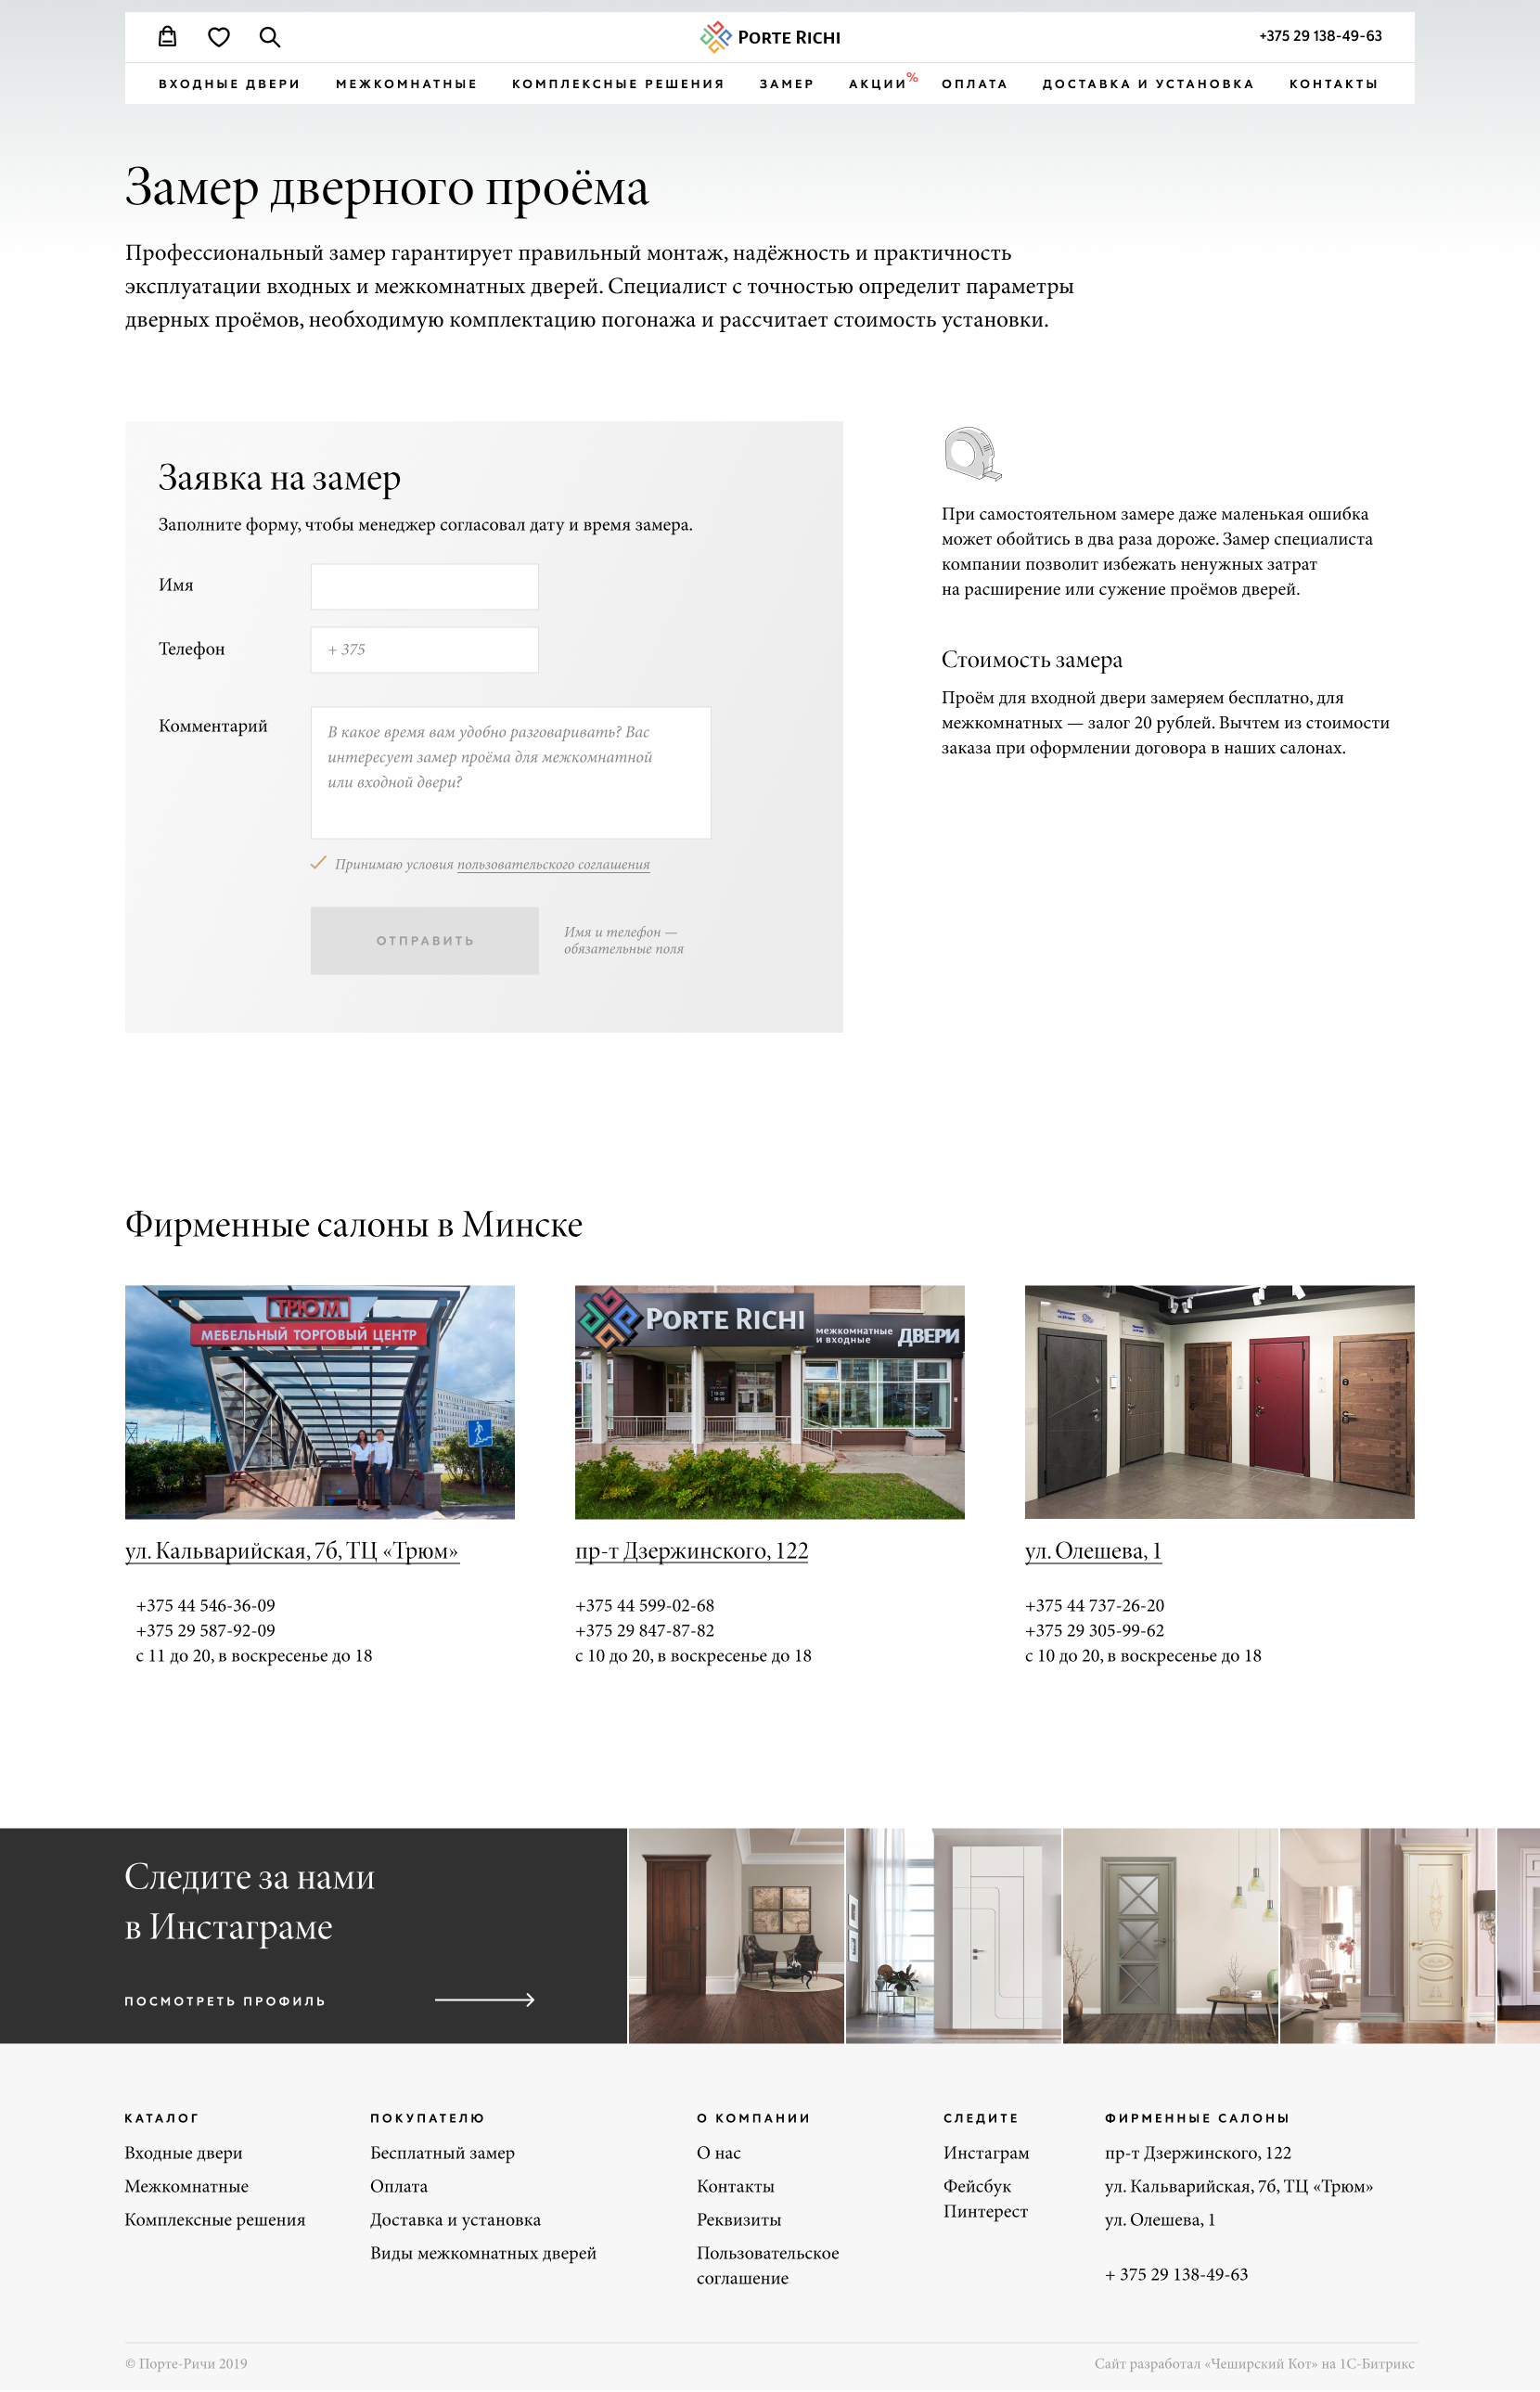 PORTE RICHI
+375 29 138-49-63
ВХОДНЫЕ ДВЕРИ
МЕЖКОМНАТНЫЕ
КОМПЛЕКСНЫЕ РЕШЕНИЯ
ЗАМЕР
АКЦИИ%
ОПЛАТА
ДОСТАВКА И УСТАНОВКА
КОНТАКТЫ
Замер дверного проёма
Профессиональный замер гарантирует правильный монтаж, надёжность и практичность
эксплуатации входных и межкомнатных дверей. Специалист с точностью определит параметры
дверных проёмов, необходимую комплектацию погонажа и рассчитает стоимость установки.
Заявка на замер
Заполните форму, чтобы менеджер согласовал дату и время замера.
Имя
Телефон
+ 375
Комментарий
В какое время вам удобно разговаривать? Вас
интересует замер проёма для межкомнатной
или входной двери?
Принимаю условия пользовательского соглашения
ОТПРАВИТЬ
Имя и телефон —
обязательные поля
При самостоятельном замере даже маленькая ошибка
может обойтись в два раза дороже. Замер специалиста
компании позволит избежать ненужных затрат
на расширение или сужение проёмов дверей.
Стоимость замера
Проём для входной двери замеряем бесплатно, для
межкомнатных — залог 20 рублей. Вычтем из стоимости
заказа при оформлении договора в наших салонах.
Фирменные салоны в Минске
ТРЮМ
МЕБЕЛЬНЫЙ ТОРГОВЫЙ ЦЕНТР
PORTE RICHI
межкомнатные
и входные
ДВЕРИ
ул. Кальварийская, 7б, ТЦ «Трюм»
+375 44 546-36-09
+375 29 587-92-09
с 11 до 20, в воскресенье до 18
пр-т Дзержинского, 122
+375 44 599-02-68
+375 29 847-87-82
с 10 до 20, в воскресенье до 18
ул. Олешева, 1
+375 44 737-26-20
+375 29 305-99-62
с 10 до 20, в воскресенье до 18
Следите за нами
в Инстаграме
ПОСМОТРЕТЬ ПРОФИЛЬ
КАТАЛОГ
Входные двери
Межкомнатные
Комплексные решения
ПОКУПАТЕЛЮ
Бесплатный замер
Оплата
Доставка и установка
Виды межкомнатных дверей
О КОМПАНИИ
О нас
Контакты
Реквизиты
Пользовательское
соглашение
СЛЕДИТЕ
Инстаграм
Фейсбук
Пинтерест
ФИРМЕННЫЕ САЛОНЫ
пр-т Дзержинского, 122
ул. Кальварийская, 7б, ТЦ «Трюм»
ул. Олешева, 1
+ 375 29 138-49-63
© Порте-Ричи 2019
Сайт разработал «Чеширский Кот» на 1С-Битрикс